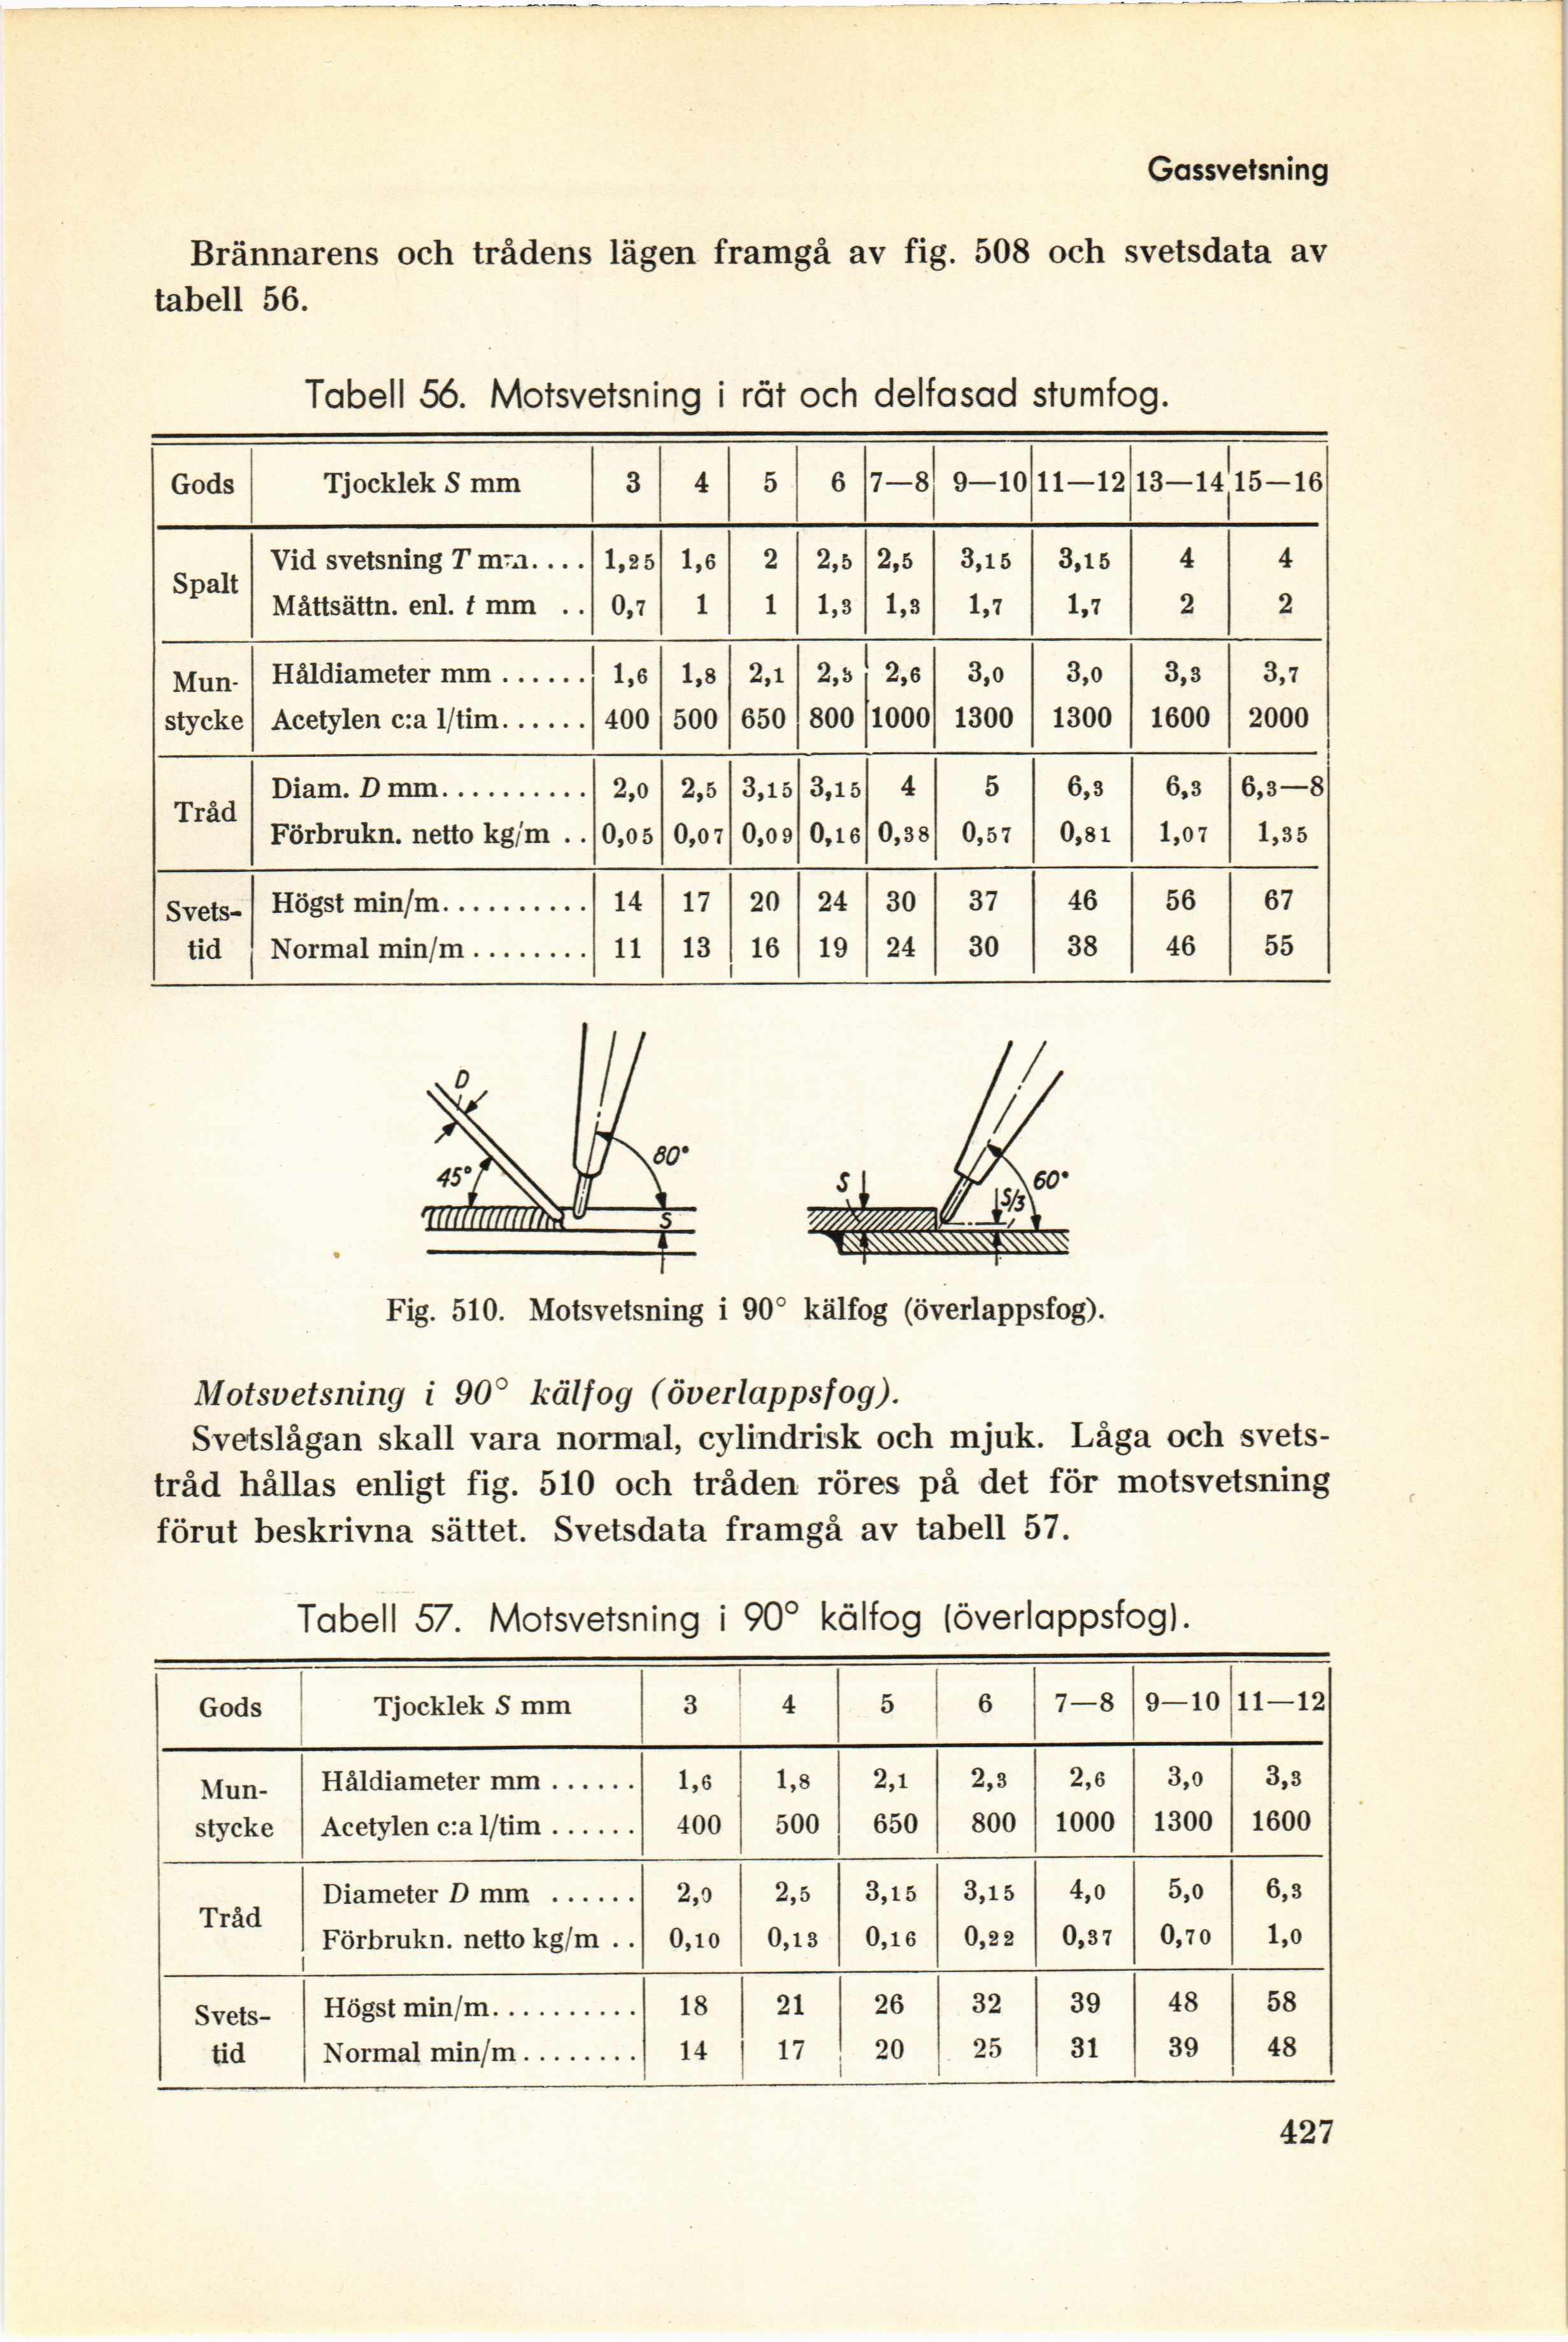 Gassvetsning
Brännarens och trådens lägen framgå av fig. 508 och svetsdata av
tabell 56.
Tabell 56. Motsvetsning i rät och delfasad stumfog.
Gods Tjocklek S mm 3 4 5 6 7—8 9—10 11—12 13—14 15—16
Spalt
Vid svetsning T mm.... 1,25 1,6 2 2,5 2,5 3,15 3,15 4 4
Måttsättn. enl. t mm .. 0,7 1 1 1,3 1,3 1,7 1,7 2 2
Mun-
stycke
Håldiameter mm ...... 1,6 1,8 2,1 2,3 2,6 3,0 3,0 3,3 3,7
Acetylen c:a l/tim...... 400 500 650 800 1000 1300 1300 1600 2000
Tråd
Diam. D mm.......... 2,0 2,5 3,15 3,15 4 5 6,3 6,3 6,3—8
Förbrukn. netto kg/m .. 0,05 0,07 0,09 0,16 0,38 0,57 0,81 1,07 1,35
Svets-
tid
Högst min/m.......... 14 17 20 24 30 37 46 56 67
Normal min/m ........ 11 13 16 19 24 30 38 46 55
D
45°
80°
S
S
S/3
60°
Fig. 510. Motsvetsning i 90° kälfog (överlappsfog).
Motsvetsning i 90° kälfog (överlappsfog).
Svetslågan skall vara normal, cylindrisk och mjuk. Låga och svets-
tråd hållas enligt fig. 510 och tråden röres på det för motsvetsning
förut beskrivna sättet. Svetsdata framgå av tabell 57.
Tabell 57. Motsvetsning i 90° kälfog (överlappsfog).
Gods Tjocklek S mm 3 4 5 6 7—8 9—10 11—12
Mun-
stycke
Håldiameter mm ...... 1,6 1,8 2,1 2,3 2,6 3,0 3,3
Acetylen c:a l/tim ...... 400 500 650 800 1000 1300 1600
Tråd
Diameter D mm ...... 2,0 2,5 3,15 3,15 4,0 5,0 6,3
Förbrukn. netto kg/m .. 0,10 0,13 0,16 0,22 0,37 0,70 1,0
Svets-
tid
Högst min/m.......... 18 21 26 32 39 48 58
Normal min/m........ 14 17 20 25 31 39 48
427